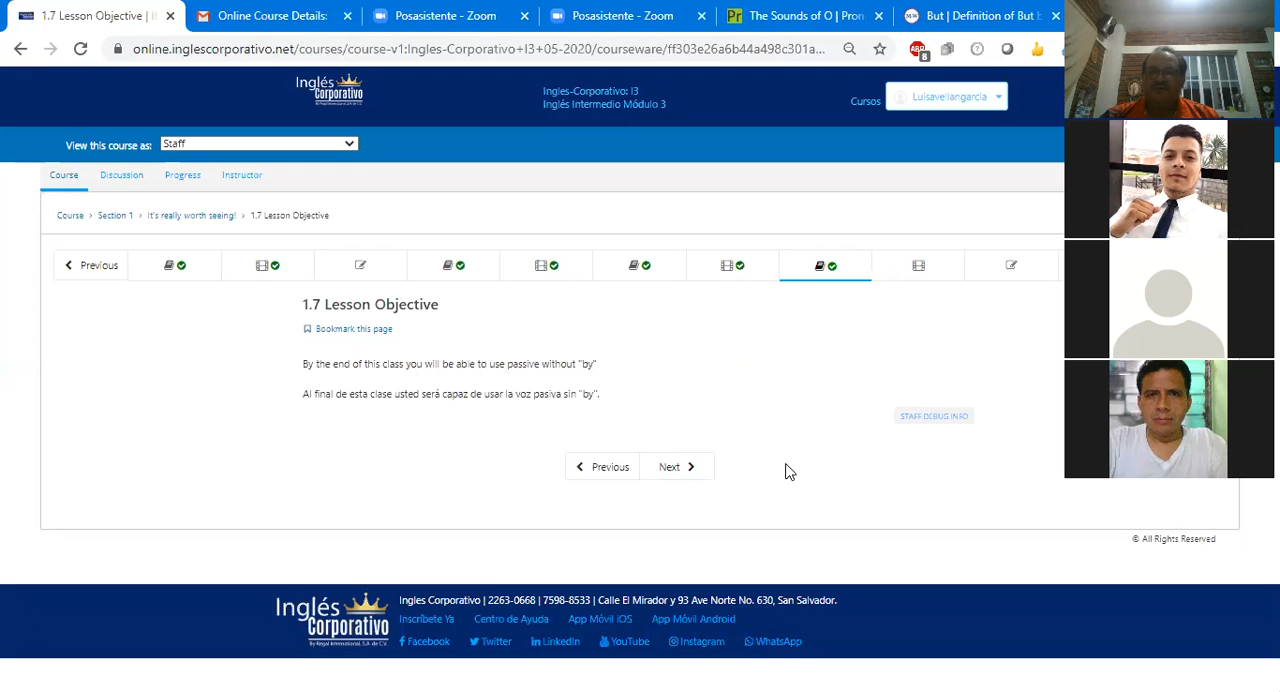 1.7 Lesson Objective | I
Online Course Details:
Posasistente - Zoom
Posasistente - Zoom
Pr
The Sounds of O | Pron
But | Definition of But b
online.inglescorporativo.net/courses/course-v1:Ingles-Corporativo+I3+05-2020/courseware/ff303e26a6b44a498c301a...
Inglés
Corporativo
Ingles-Corporativo: I3
Inglés Intermedio Módulo 3
Cursos
Luisavellangarcia
View this course as:
Staff
Course
Discussion
Progress
Instructor
Course > Section 1 > It's really worth seeing! > 1.7 Lesson Objective
Previous
1.7 Lesson Objective
Bookmark this page
By the end of this class you will be able to use passive without "by"
Al final de esta clase usted será capaz de usar la voz pasiva sin "by".
STAFF DEBUG INFO
Previous
Next
© All Rights Reserved
Inglés
Corporativo
By Regal International, S.A. de C.V.
Ingles Corporativo | 2263-0668 | 7598-8533 | Calle El Mirador y 93 Ave Norte No. 630, San Salvador.
Inscríbete Ya
Centro de Ayuda
App Móvil iOS
App Móvil Android
Facebook
Twitter
LinkedIn
YouTube
Instagram
WhatsApp